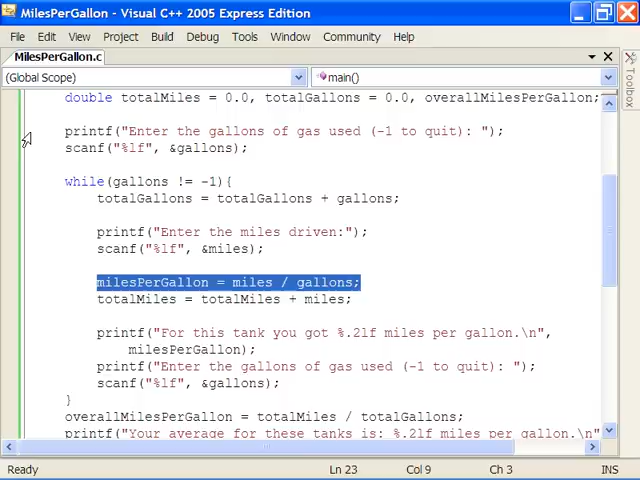 MilesPerGallon - Visual C++ 2005 Express Edition
File Edit View Project Build Debug Tools Window Community Help
MilesPerGallon.c
(Global Scope) main()
Toolbox
double totalMiles = 0.0, totalGallons = 0.0, overallMilesPerGallon;
printf("Enter the gallons of gas used (-1 to quit): ");
scanf("%lf", &gallons);
while(gallons != -1){
totalGallons = totalGallons + gallons;
printf("Enter the miles driven:");
scanf("%lf", &miles);
milesPerGallon = miles / gallons;
totalMiles = totalMiles + miles;
printf("For this tank you got %.2lf miles per gallon.\n",
milesPerGallon);
printf("Enter the gallons of gas used (-1 to quit): ");
scanf("%lf", &gallons);
}
overallMilesPerGallon = totalMiles / totalGallons;
printf("Your average for these tanks is: %.2lf miles per gallon.\n"
Ready Ln 23 Col 9 Ch 3 INS